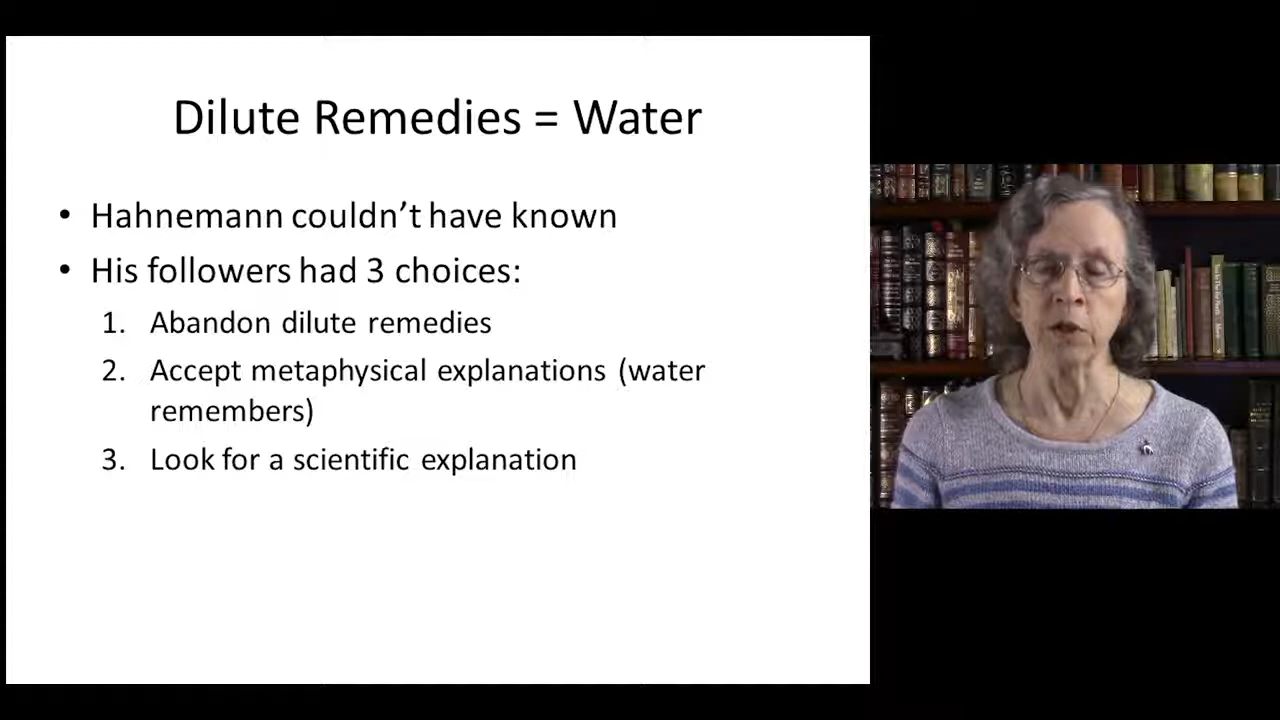 Dilute Remedies = Water
• Hahnemann couldn’t have known
• His followers had 3 choices:
1. Abandon dilute remedies
2. Accept metaphysical explanations (water
remembers)
3. Look for a scientific explanation